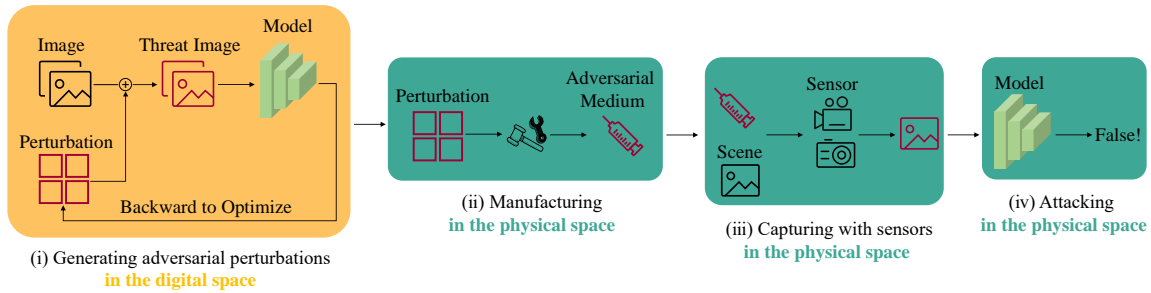 Image
Threat Image
Model
Perturbation
Backward to Optimize
(i) Generating adversarial perturbations
in the digital space
Perturbation
Adversarial
Medium
(ii) Manufacturing
in the physical space
Sensor
Scene
(iii) Capturing with sensors
in the physical space
Model
False!
(iv) Attacking
in the physical space